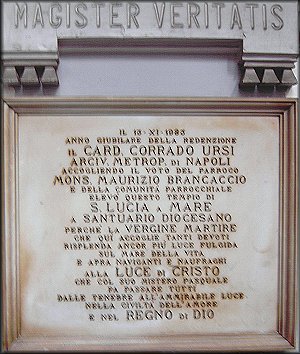 MAGISTER VERITATIS
IL 13·XI·1983
ANNO GIUBILARE DELLA REDENZIONE
IL CARD. CORRADO URSI
ARCIV. METROP. DI NAPOLI
ACCOGLIENDO IL VOTO DEL PARROCO
MONS. MAURIZIO BRANCACCIO
E DELLA COMUNITÀ PARROCCHIALE
ELEVÒ QUESTO TEMPIO DI
S. LUCIA A MARE
A SANTUARIO DIOCESANO
PERCHÈ LA VERGINE MARTIRE
CHE QUI ACCOGLIE TANTI DEVOTI
RISPLENDA ANCOR PIÙ LUCE FULGIDA
SUL MARE DELLA VITA
E APRA NAVIGANTI E NAUFRAGHI
ALLA LUCE DI CRISTO
CHE COL SUO MISTERO PASQUALE
FA PASSARE TUTTI
DALLE TENEBRE ALL'AMMIRABILE LUCE
NELLA CIVILTÀ DELL'AMORE
E NEL REGNO DI DIO